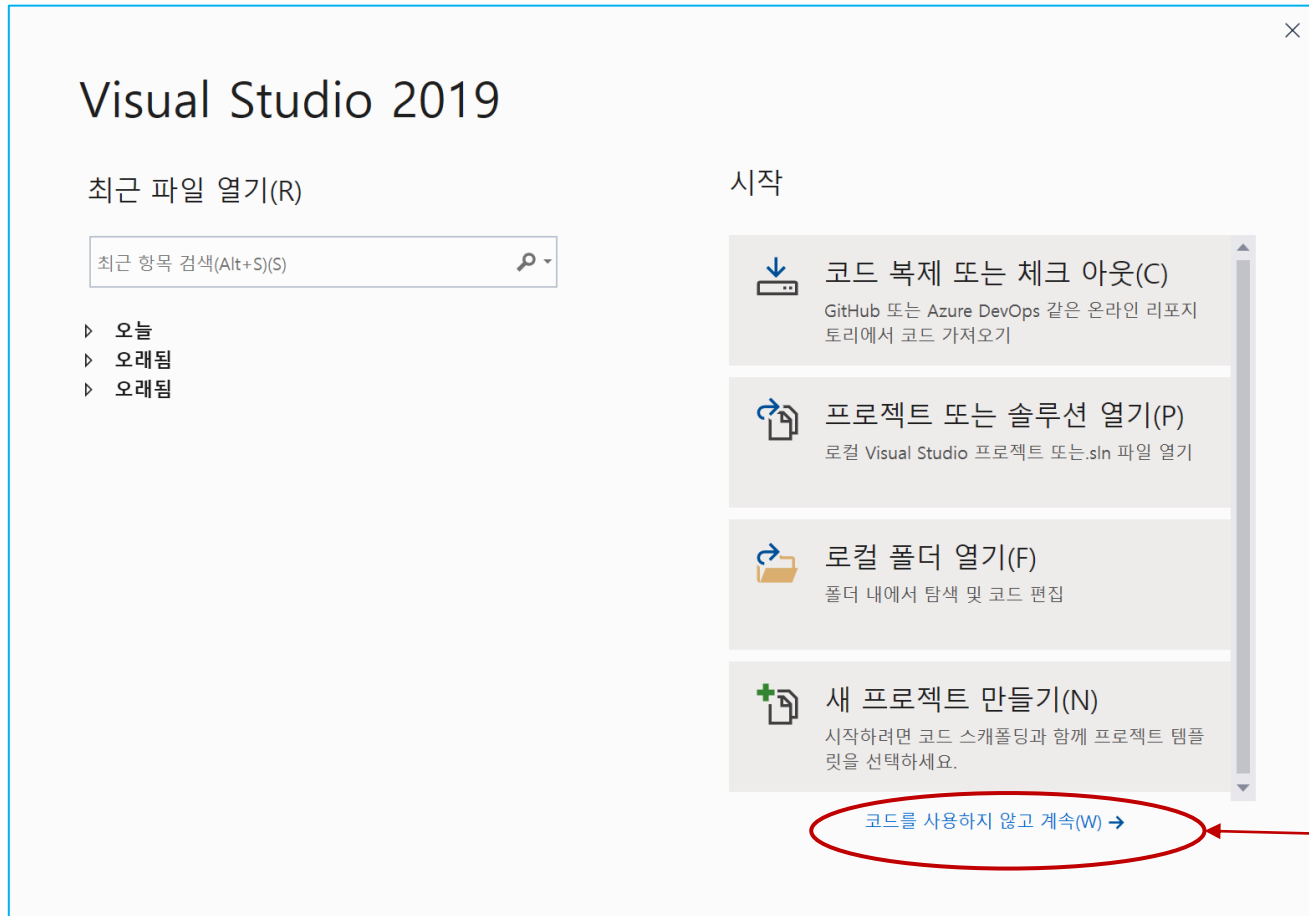 Visual Studio 2019
최근 파일 열기(R)
최근 항목 검색(Alt+S)(S)
오늘
오래됨
오래됨
시작
코드 복제 또는 체크 아웃(C)
GitHub 또는 Azure DevOps 같은 온라인 리포지
토리에서 코드 가져오기
프로젝트 또는 솔루션 열기(P)
로컬 Visual Studio 프로젝트 또는.sln 파일 열기
로컬 폴더 열기(F)
폴더 내에서 탐색 및 코드 편집
새 프로젝트 만들기(N)
시작하려면 코드 스캐폴딩과 함께 프로젝트 템플
릿을 선택하세요.
코드를 사용하지 않고 계속(W) →